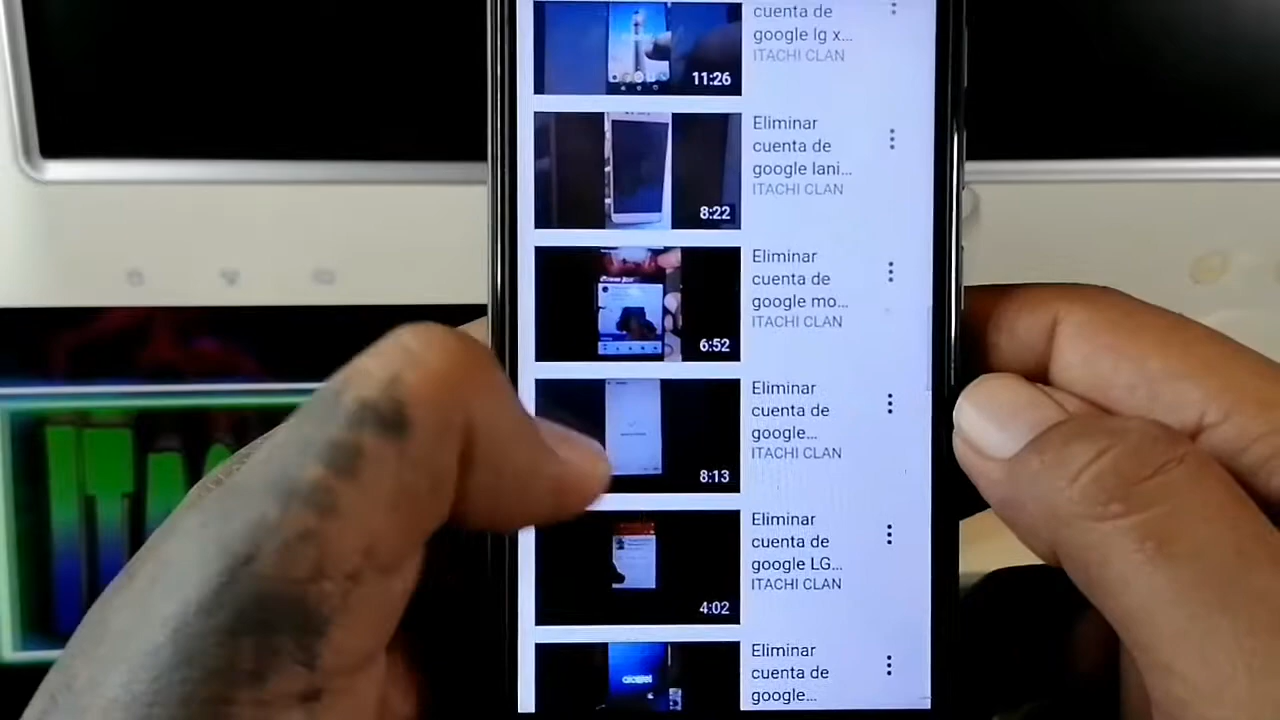 cuenta de
google lg x...
ITACHI CLAN
11:26
Eliminar
cuenta de
google lani...
ITACHI CLAN
8:22
Eliminar
cuenta de
google mo...
ITACHI CLAN
6:52
Eliminar
cuenta de
google...
ITACHI CLAN
8:13
Eliminar
cuenta de
google LG...
ITACHI CLAN
4:02
Eliminar
cuenta de
google...
alcatel